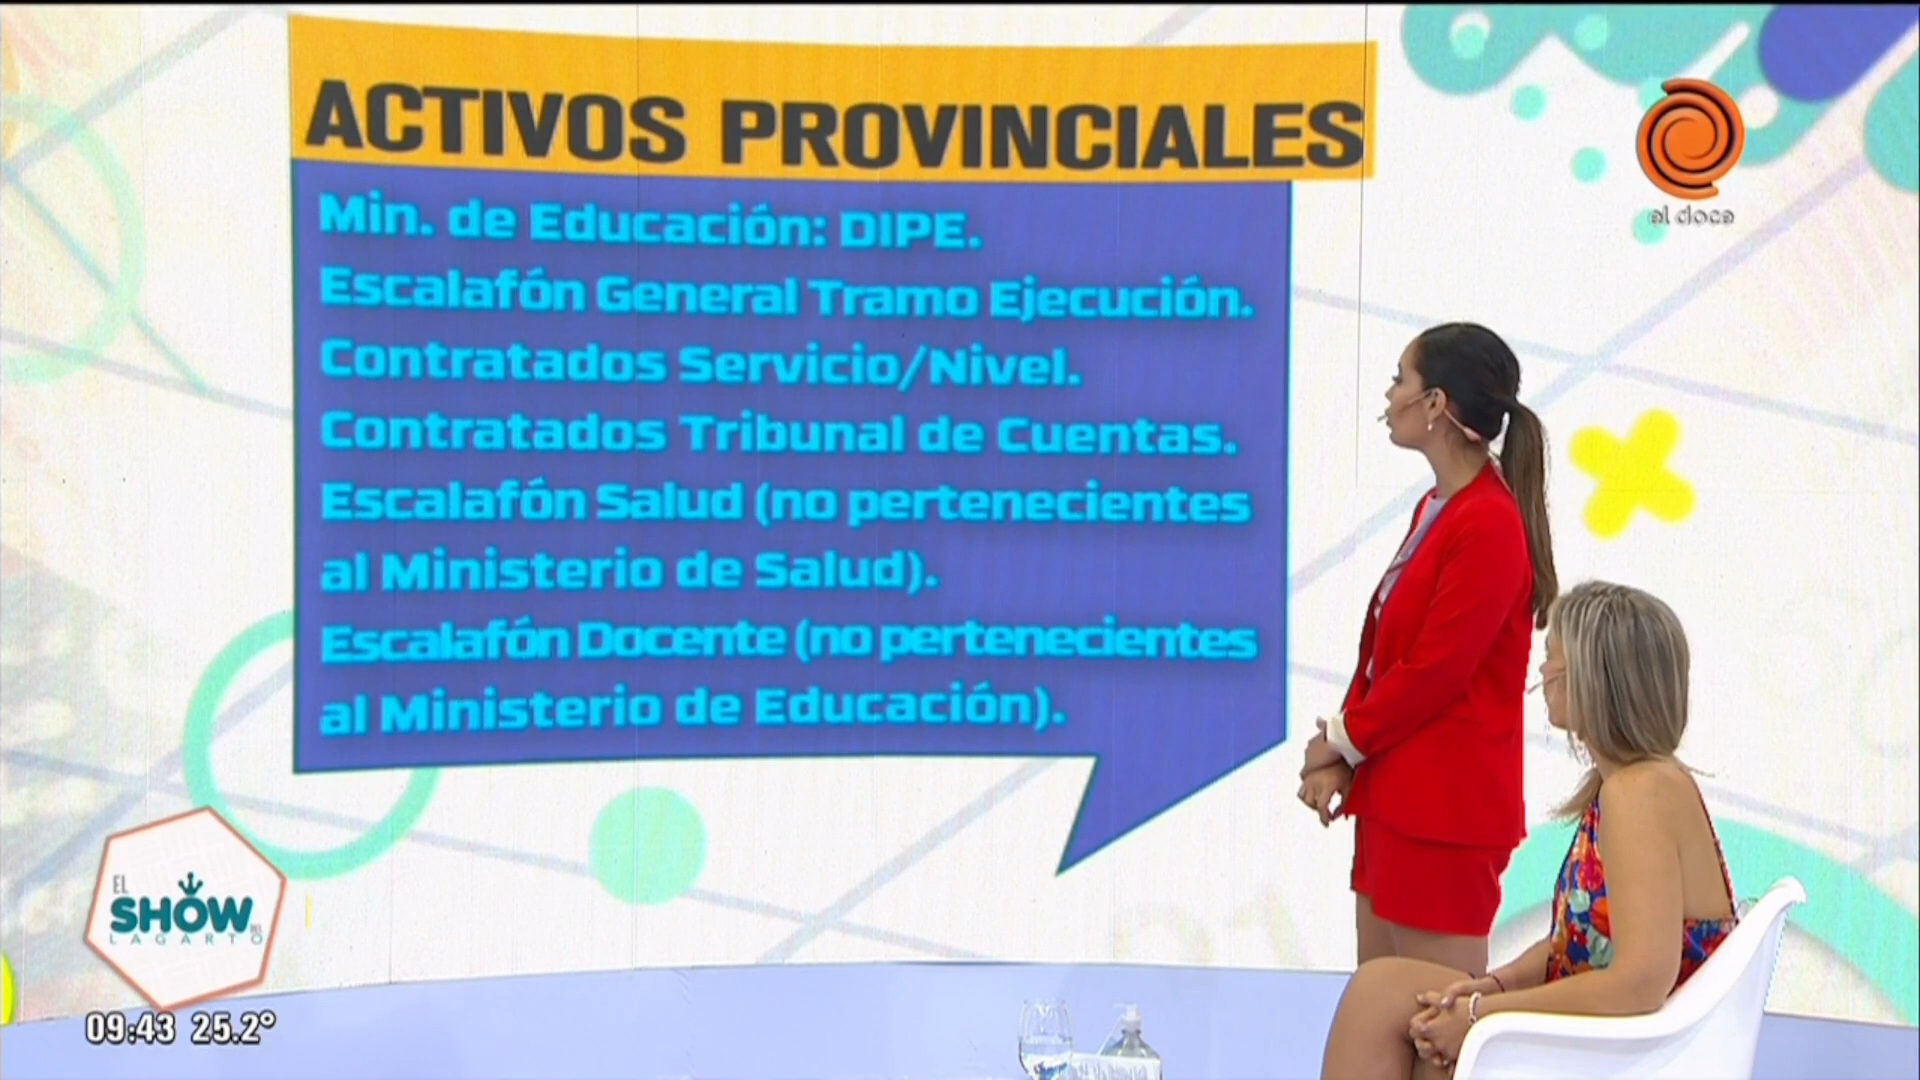 ACTIVOS PROVINCIALES
Min. de Educación: DIPE.
Escalafón General Tramo Ejecución.
Contratados Servicio/Nivel.
Contratados Tribunal de Cuentas.
Escalafón Salud (no pertenecientes
al Ministerio de Salud).
Escalafón Docente (no pertenecientes
al Ministerio de Educación).
el doce
EL
SHOW
DEL
LAGARTO
09:43 25.2°